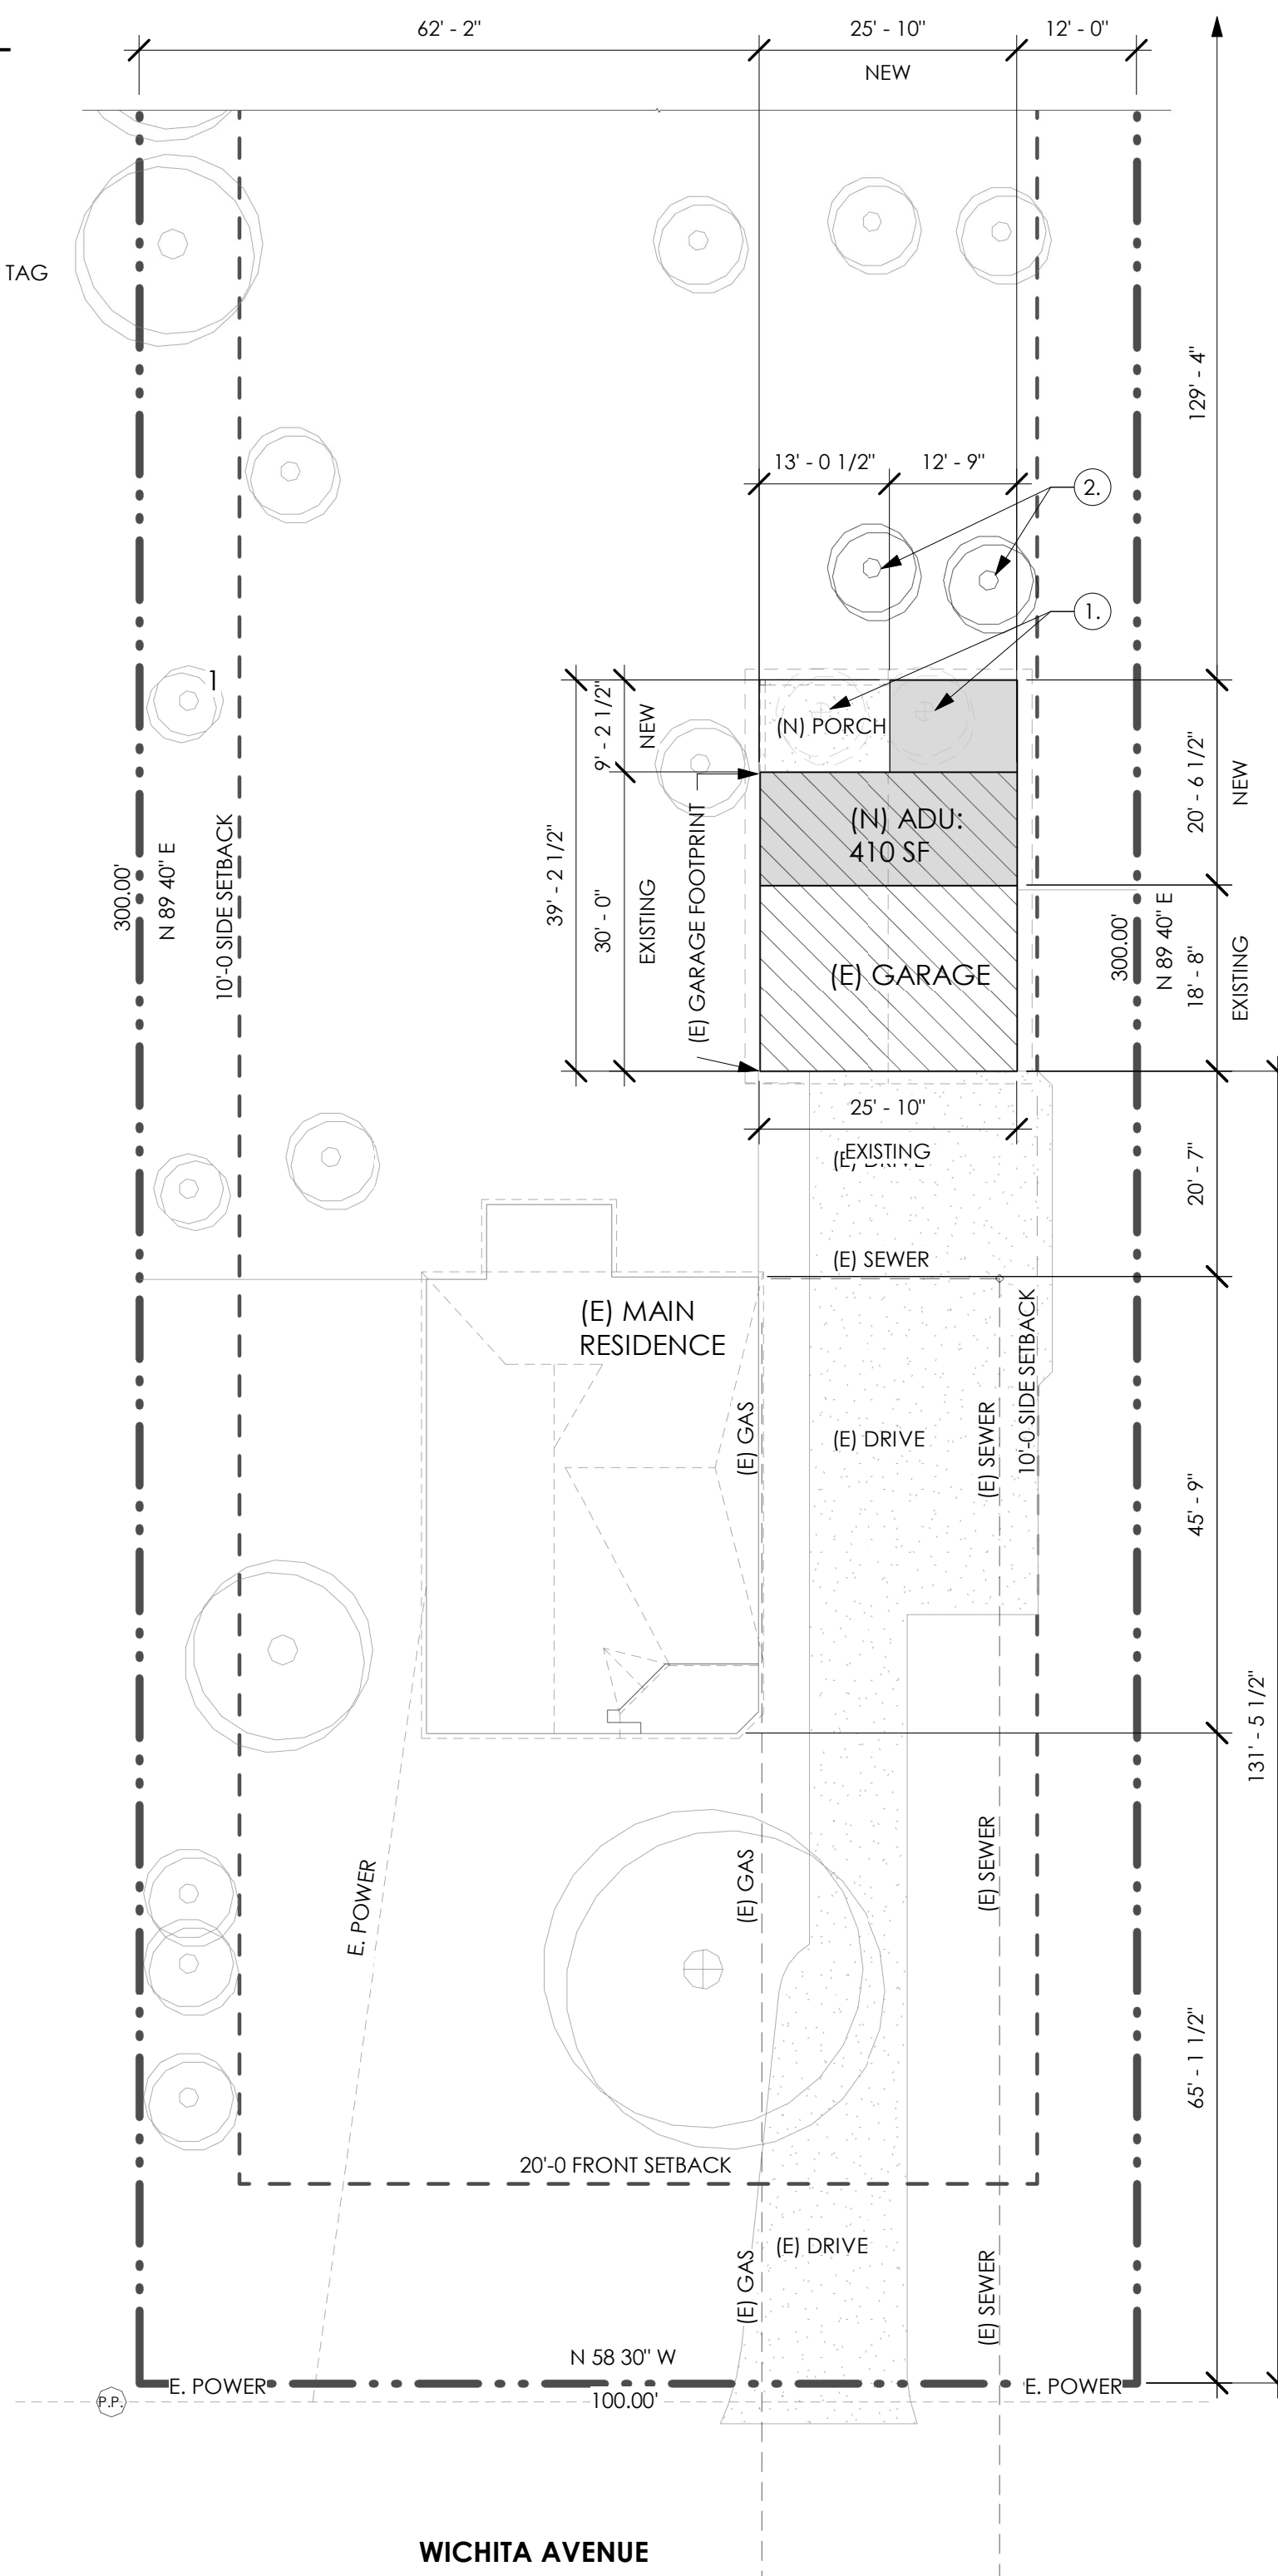 62' - 2"
25' - 10"
12' - 0"
NEW
TAG
129' - 4"
13' - 0 1/2"
12' - 9"
2.
1.
1
9' - 2 1/2"
NEW
(N) PORCH
20' - 6 1/2"
NEW
(N) ADU:
410 SF
39' - 2 1/2"
30' - 0"
EXISTING
(E) GARAGE FOOTPRINT
300.00'
N 89 40" E
10'-0 SIDE SETBACK
(E) GARAGE
300.00'
N 89 40" E
18' - 8"
EXISTING
25' - 10"
EXISTING
(E) DRIVE
20' - 7"
(E) SEWER
(E) MAIN
RESIDENCE
10'-0 SIDE SETBACK
(E) GAS
(E) DRIVE
(E) SEWER
45' - 9"
131' - 5 1/2"
E. POWER
(E) GAS
(E) SEWER
65' - 1 1/2"
20'-0 FRONT SETBACK
(E) DRIVE
(E) GAS
(E) SEWER
N 58 30" W
E. POWER
E. POWER
P.P.
100.00'
WICHITA AVENUE